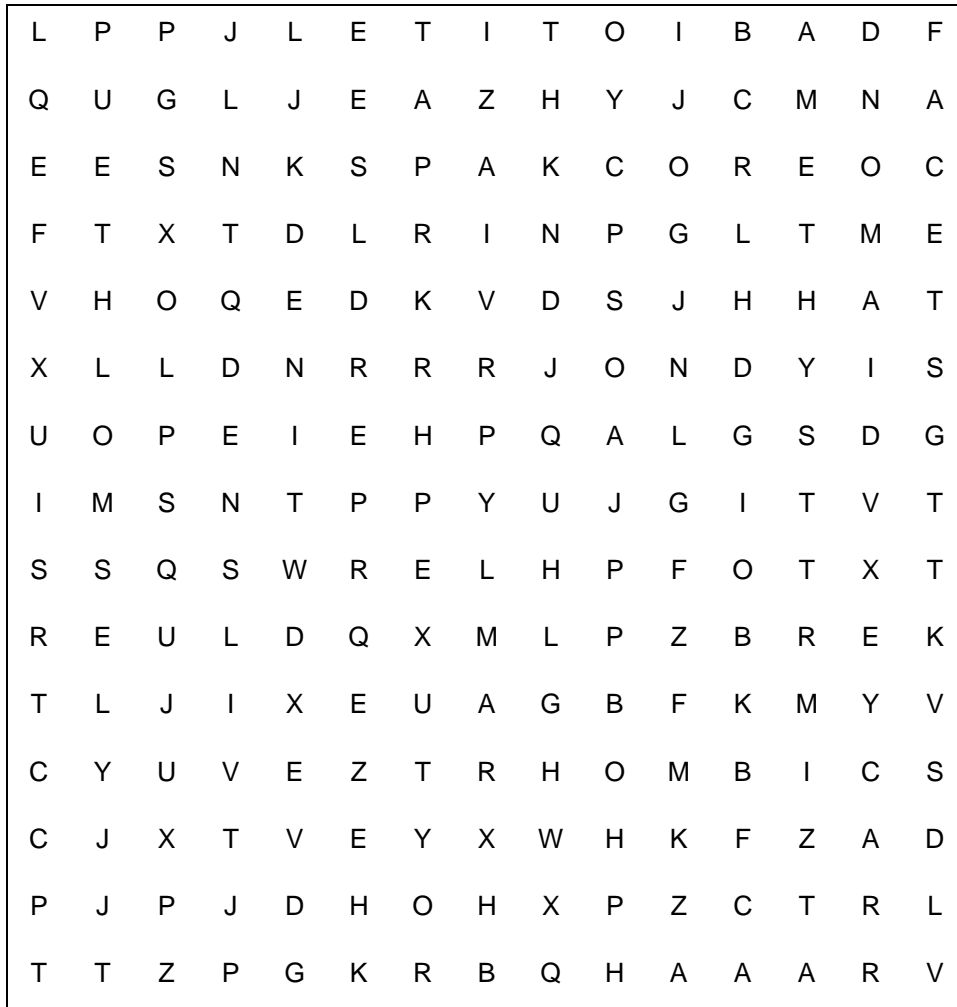 L P P J L E T I T O I B A D F
Q U G L J E A Z H Y J C M N A
E E S N K S P A K C O R E O C
F T X T D L R I N P G L T M E
V H O Q E D K V D S J H H A T
X L L D N R R R J O N D Y I S
U O P E I E H P Q A L G S D G
I M S N T P P Y U J G I T V T
S S Q S W R E L H P F O T X T
R E U L D Q X M L P Z B R E K
T L J I X E U A G B F K M Y V
C Y U V E Z T R H O M B I C S
C J X T V E Y X W H K F Z A D
P J P J D H O H X P Z C T R L
T T Z P G K R B Q H A A A R V